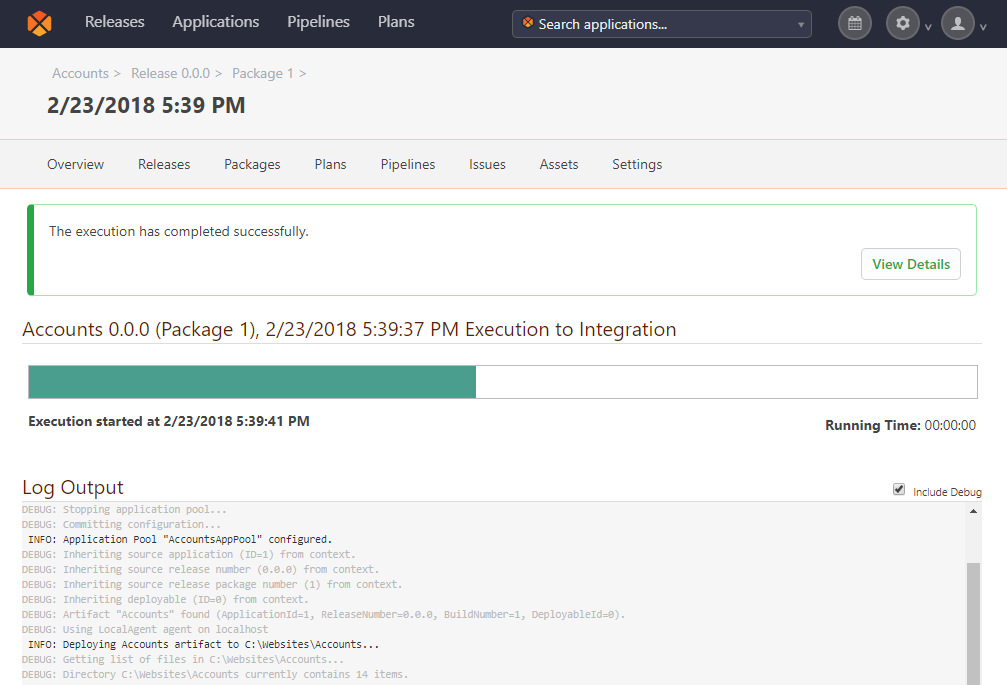 Releases Applications Pipelines Plans Search applications...
Accounts > Release 0.0.0 > Package 1 >
2/23/2018 5:39 PM
Overview Releases Packages Plans Pipelines Issues Assets Settings
The execution has completed successfully.
View Details
Accounts 0.0.0 (Package 1), 2/23/2018 5:39:37 PM Execution to Integration
Execution started at 2/23/2018 5:39:41 PM
Running Time: 00:00:00
Log Output
Include Debug
DEBUG: Stopping application pool...
DEBUG: Committing configuration...
INFO: Application Pool "AccountsAppPool" configured.
DEBUG: Inheriting source application (ID=1) from context.
DEBUG: Inheriting source release number (0.0.0) from context.
DEBUG: Inheriting source release package number (1) from context.
DEBUG: Inheriting deployable (ID=0) from context.
DEBUG: Artifact "Accounts" found (ApplicationId=1, ReleaseNumber=0.0.0, BuildNumber=1, DeployableId=0).
DEBUG: Using LocalAgent agent on localhost
INFO: Deploying Accounts artifact to C:\Websites\Accounts...
DEBUG: Getting list of files in C:\Websites\Accounts...
DEBUG: Directory C:\Websites\Accounts currently contains 14 items.